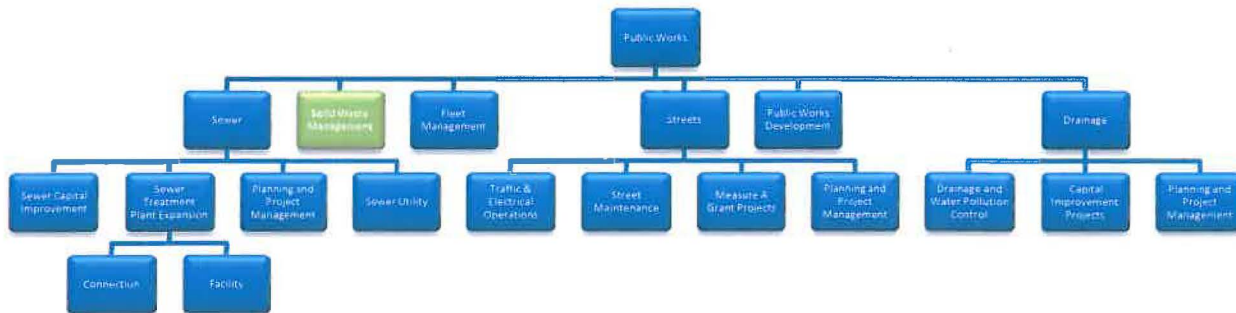 Public Works
Sewer
Solid Waste
Management
Fleet
Management
Streets
Public Works
Development
Drainage
Sewer Capital
Improvement
Sewer
Treatment
Plant Expansion
Planning and
Project
Management
Sewer Utility
Traffic &
Electrical
Operations
Street
Maintenance
Measure A
Grant Projects
Planning and
Project
Management
Drainage and
Water Pollution
Control
Capital
Improvement
Projects
Planning and
Project
Management
Connection
Facility